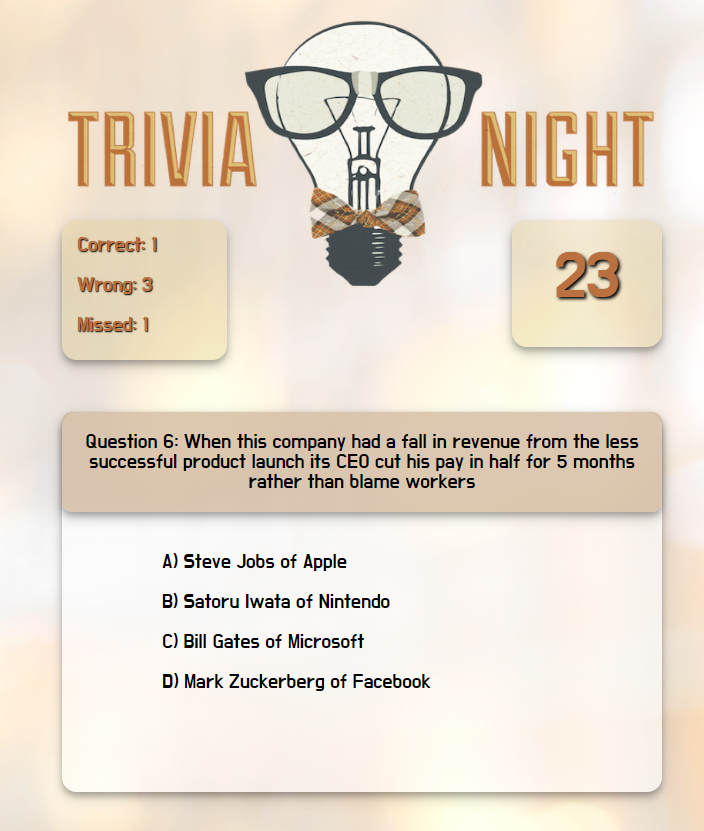 TRIVIA NIGHT
Correct: 1
Wrong: 3
Missed: 1
23
Question 6: When this company had a fall in revenue from the less
successful product launch its CEO cut his pay in half for 5 months
rather than blame workers
A) Steve Jobs of Apple
B) Satoru Iwata of Nintendo
C) Bill Gates of Microsoft
D) Mark Zuckerberg of Facebook